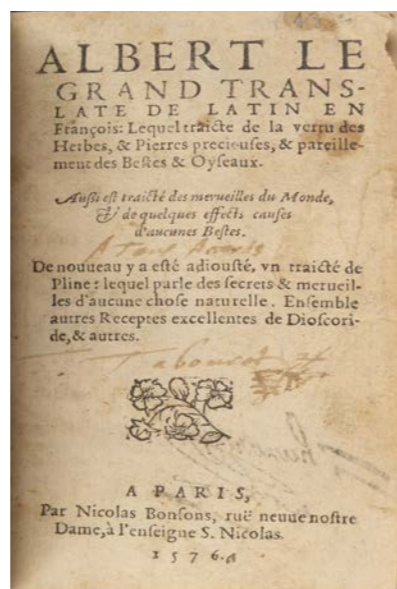 ALBERT LE
GRAND TRANS-
LATE DE LATIN EN
François: Lequel traicte de la vertu des
Herbes, & Pierres precieuses, & pareille-
ment des Bestes & Oyseaux.
Aussi est traicté des merueilles du Monde,
& de quelques effects causes
d'aucunes Bestes.
De nouueau y a esté adiousté, vn traicté de
Pline: lequel parle des secrets & merueil-
les d'aucune chose naturelle. Ensemble
autres Receptes excellentes de Dioscori-
de, & autres.
A PARIS,
Par Nicolas Bonfons, ruë neuue nostre
Dame, à l'enseigne S. Nicolas.
1576.